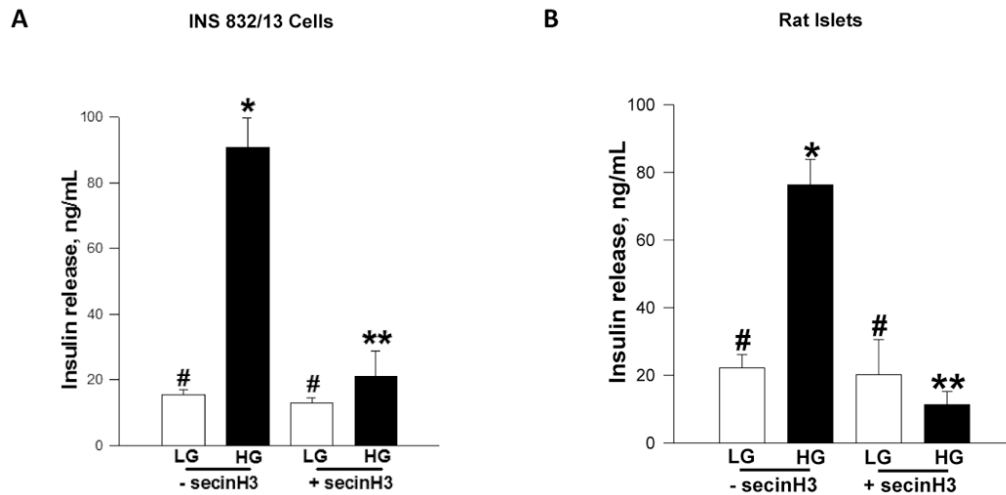 A
INS 832/13 Cells
Insulin release, ng/mL
100
80
60
40
20
0
*
#
#
**
LG HG LG HG
- secinH3 + secinH3
B
Rat Islets
Insulin release, ng/mL
100
80
60
40
20
0
*
#
#
**
LG HG LG HG
- secinH3 + secinH3